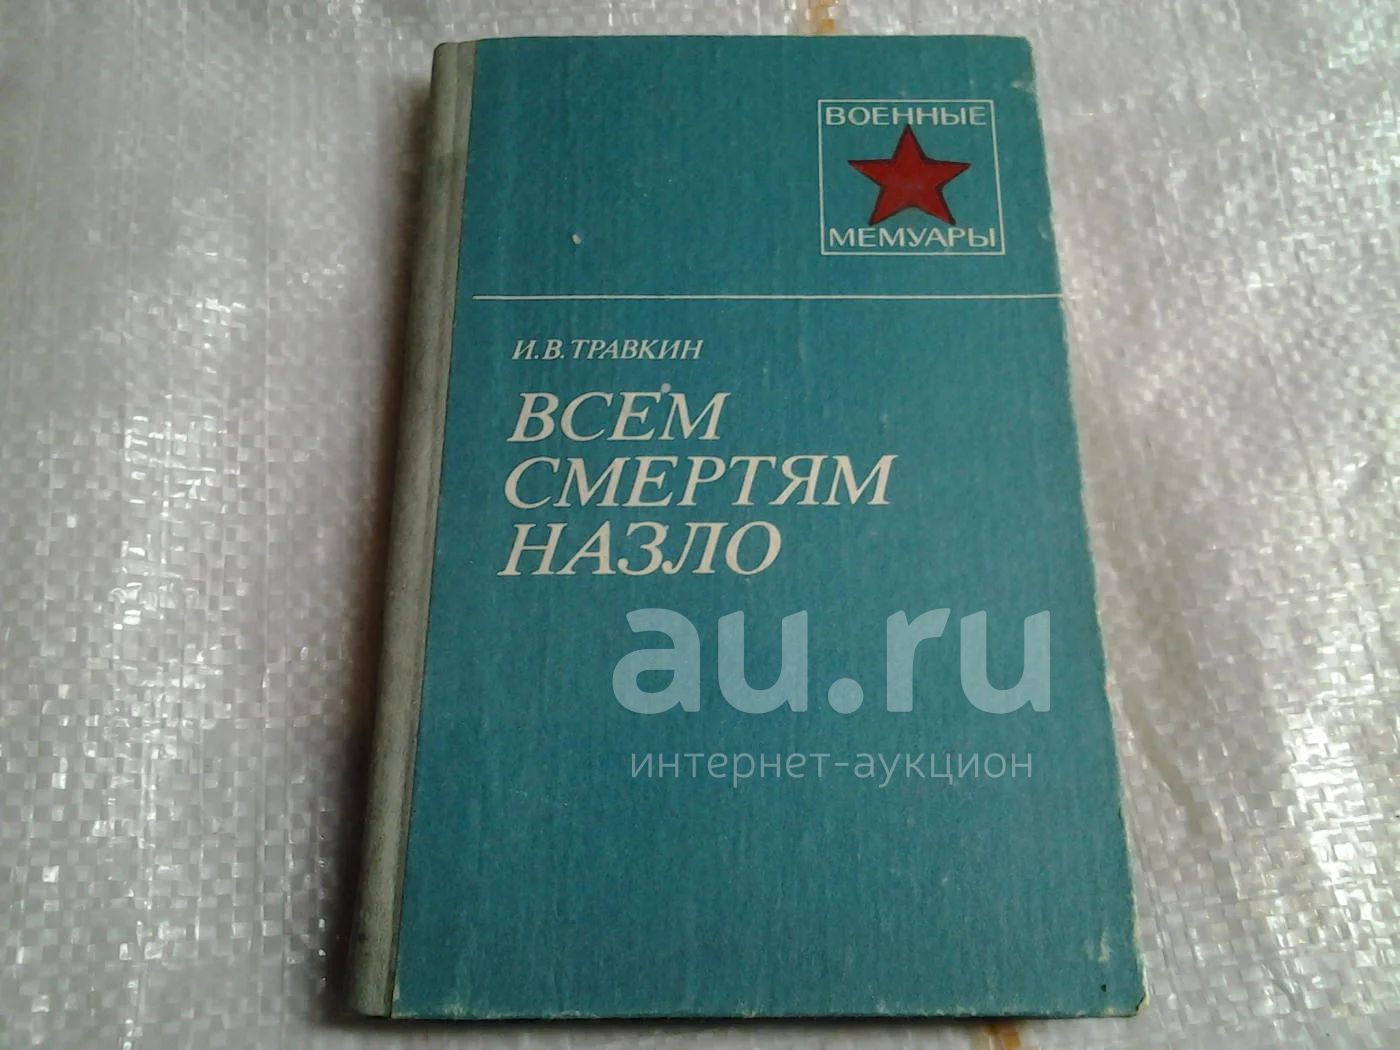 ВОЕННЫЕ
МЕМУАРЫ
И. В. ТРАВКИН
ВСЕМ
СМЕРТЯМ
НАЗЛО
au.ru
интернет-аукцион